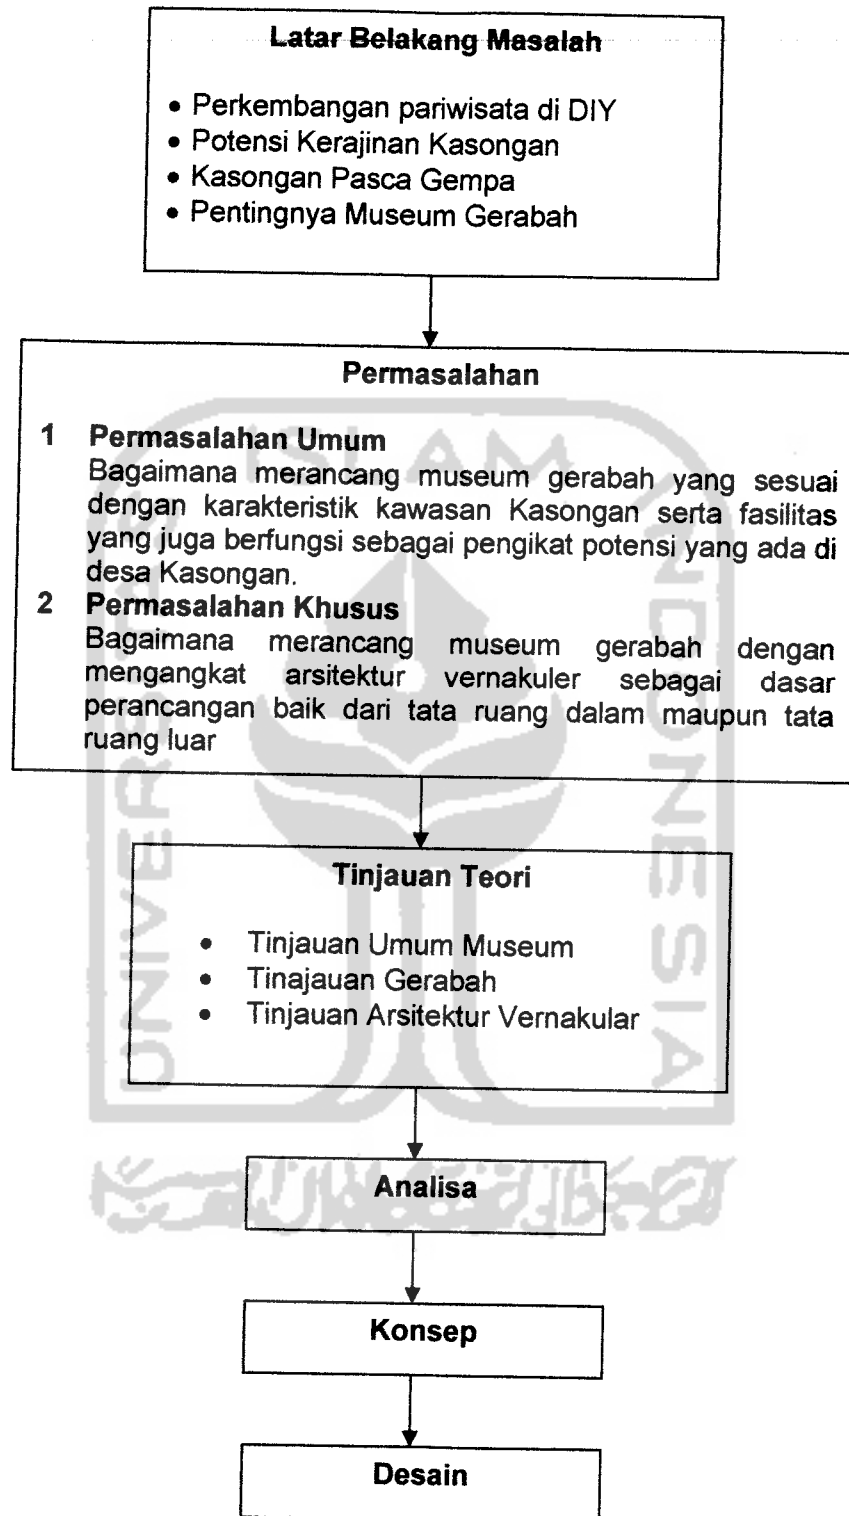 Latar Belakang Masalah
• Perkembangan pariwisata di DIY
• Potensi Kerajinan Kasongan
• Kasongan Pasca Gempa
• Pentingnya Museum Gerabah
Permasalahan
1 Permasalahan Umum
Bagaimana merancang museum gerabah yang sesuai
dengan karakteristik kawasan Kasongan serta fasilitas
yang juga berfungsi sebagai pengikat potensi yang ada di
desa Kasongan.
2 Permasalahan Khusus
Bagaimana merancang museum gerabah dengan
mengangkat arsitektur vernakuler sebagai dasar
perancangan baik dari tata ruang dalam maupun tata
ruang luar
Tinjauan Teori
• Tinjauan Umum Museum
• Tinajauan Gerabah
• Tinjauan Arsitektur Vernakular
Analisa
Konsep
Desain
UNIVERSITAS
ISLAM
INDONESIA